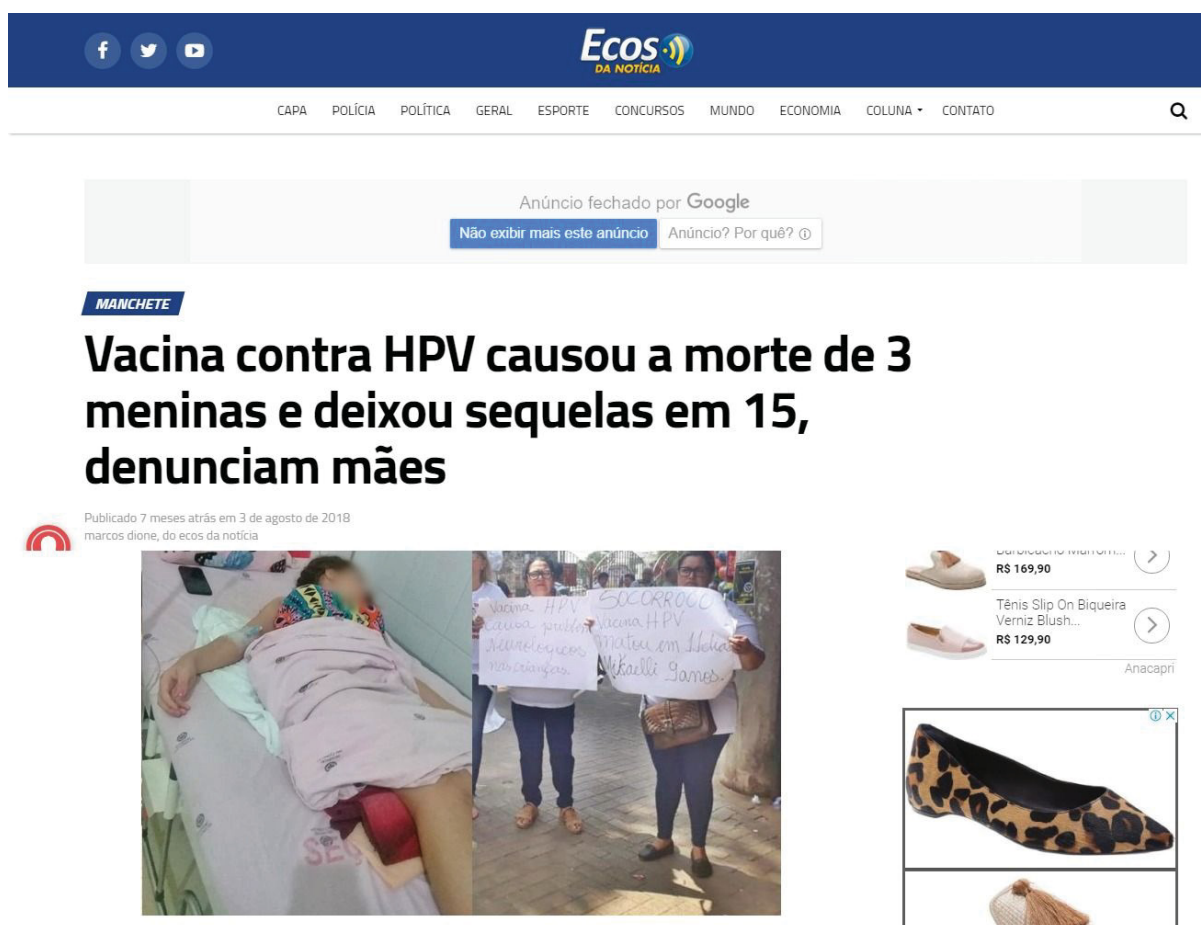 Ecos
DA NOTÍCIA
CAPA POLÍCIA POLÍTICA GERAL ESPORTE CONCURSOS MUNDO ECONOMIA COLUNA CONTATO
Anúncio fechado por Google
Não exibir mais este anúncio Anúncio? Por quê?
MANCHETE
Vacina contra HPV causou a morte de 3
meninas e deixou sequelas em 15,
denunciam mães
Publicado 7 meses atrás em 3 de agosto de 2018
marcos dione, do ecos da notícia
Vacina HPV
causa
Neurologicos
nas crianças.
SOCORROOO
Vacina HPV
matou em
Mikaelli
R$ 169,90
Tênis Slip On Biqueira
Verniz Blush...
R$ 129,90
Anacapri